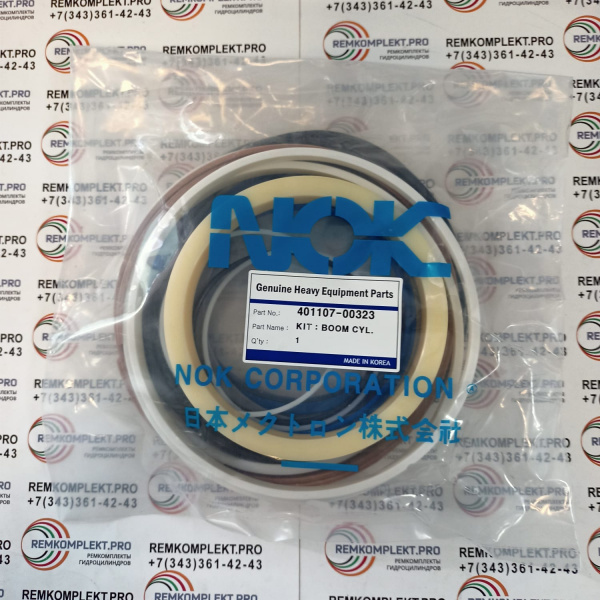 REMKOMPLEKT.PRO
РЕМКОМПЛЕКТЫ
ГИДРОЦИЛИНДРОВ
+7(343)361-42-43
NOK
Genuine Heavy Equipment Parts
Part No.: 401107-00323
Part Name : KIT : BOOM CYL.
Q'ty : 1
MADE IN KOREA
NOK CORPORATION ®
日本メクトロン株式会社